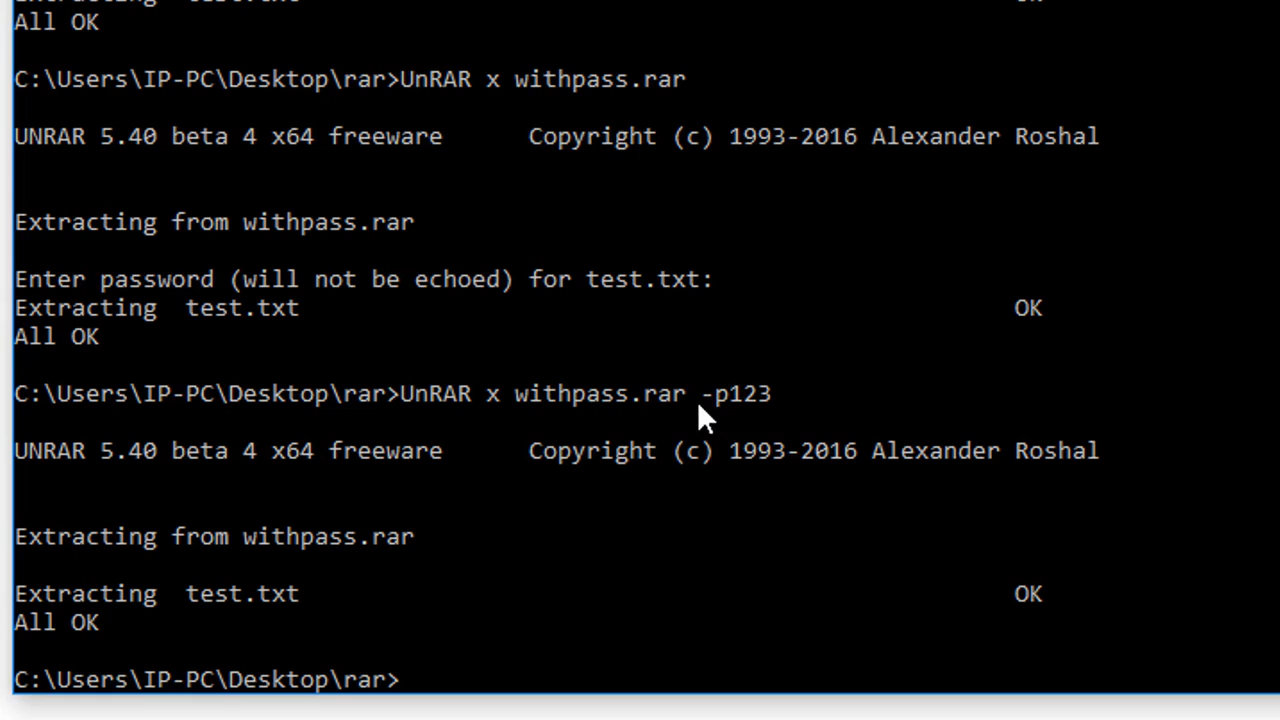 Extracting test.txt OK
All OK
C:\Users\IP-PC\Desktop\rar>UnRAR x withpass.rar
UNRAR 5.40 beta 4 x64 freeware Copyright (c) 1993-2016 Alexander Roshal
Extracting from withpass.rar
Enter password (will not be echoed) for test.txt:
Extracting test.txt OK
All OK
C:\Users\IP-PC\Desktop\rar>UnRAR x withpass.rar -p123
UNRAR 5.40 beta 4 x64 freeware Copyright (c) 1993-2016 Alexander Roshal
Extracting from withpass.rar
Extracting test.txt OK
All OK
C:\Users\IP-PC\Desktop\rar>